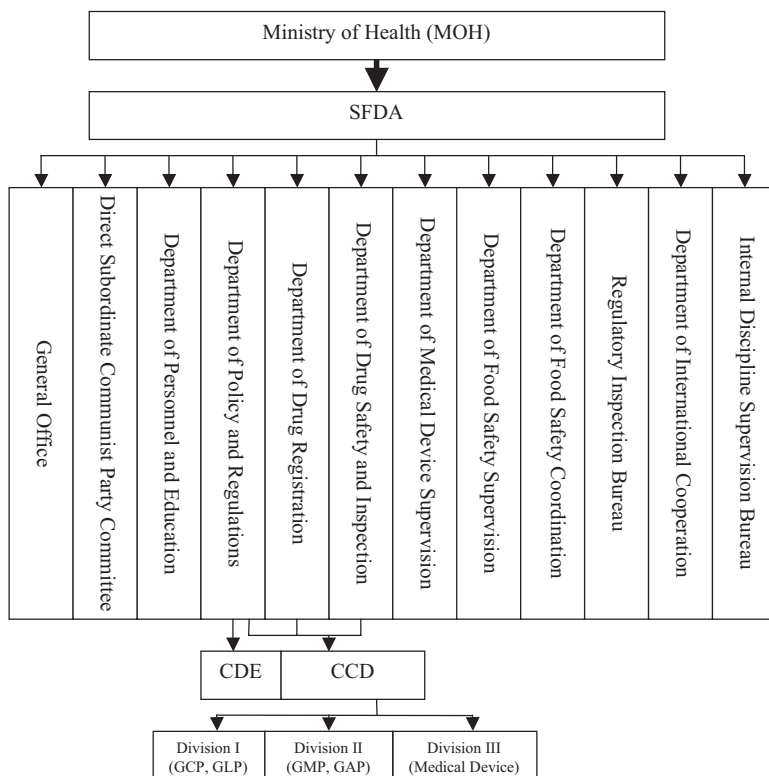 Ministry of Health (MOH)
SFDA
General Office
Direct Subordinate Communist Party Committee
Department of Personnel and Education
Department of Policy and Regulations
Department of Drug Registration
Department of Drug Safety and Inspection
Department of Medical Device Supervision
Department of Food Safety Supervision
Department of Food Safety Coordination
Regulatory Inspection Bureau
Department of International Cooperation
Internal Discipline Supervision Bureau
CDE
CCD
Division I
(GCP, GLP)
Division II
(GMP, GAP)
Division III
(Medical Device)